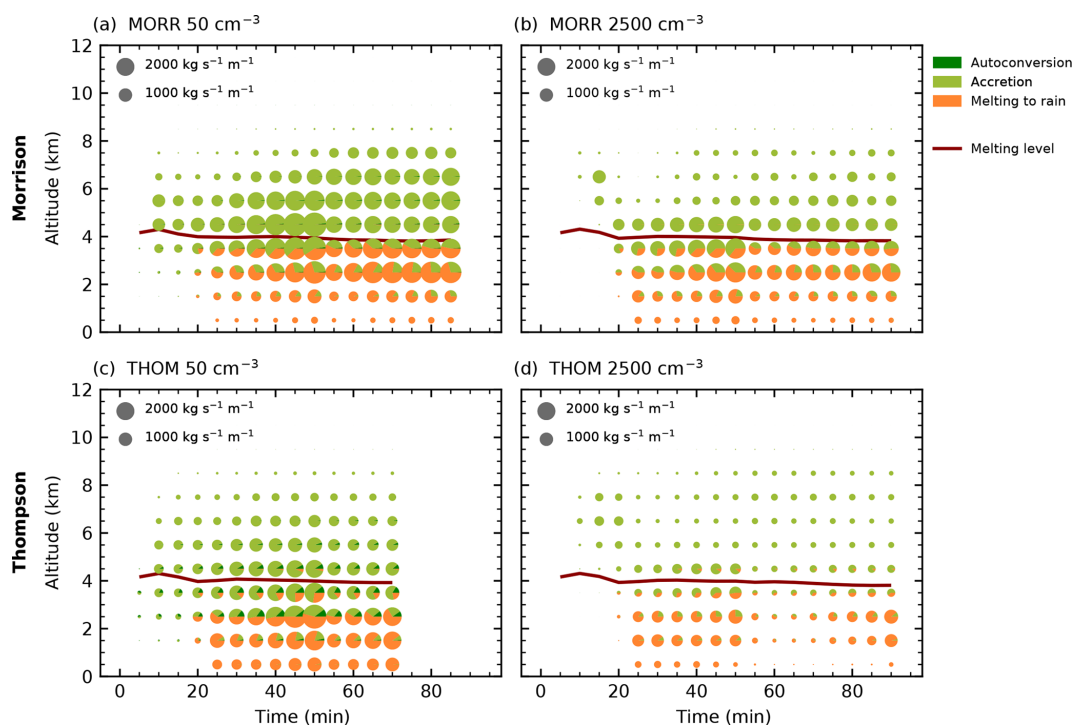 (a) MORR 50 cm⁻³
(b) MORR 2500 cm⁻³
12
10
8
6
4
2
0
Altitude (km)
Morrison
2000 kg s⁻¹ m⁻¹
1000 kg s⁻¹ m⁻¹
2000 kg s⁻¹ m⁻¹
1000 kg s⁻¹ m⁻¹
Autoconversion
Accretion
Melting to rain
Melting level
(c) THOM 50 cm⁻³
(d) THOM 2500 cm⁻³
12
10
8
6
4
2
0
Altitude (km)
Thompson
2000 kg s⁻¹ m⁻¹
1000 kg s⁻¹ m⁻¹
2000 kg s⁻¹ m⁻¹
1000 kg s⁻¹ m⁻¹
0 20 40 60 80
0 20 40 60 80
Time (min)
Time (min)